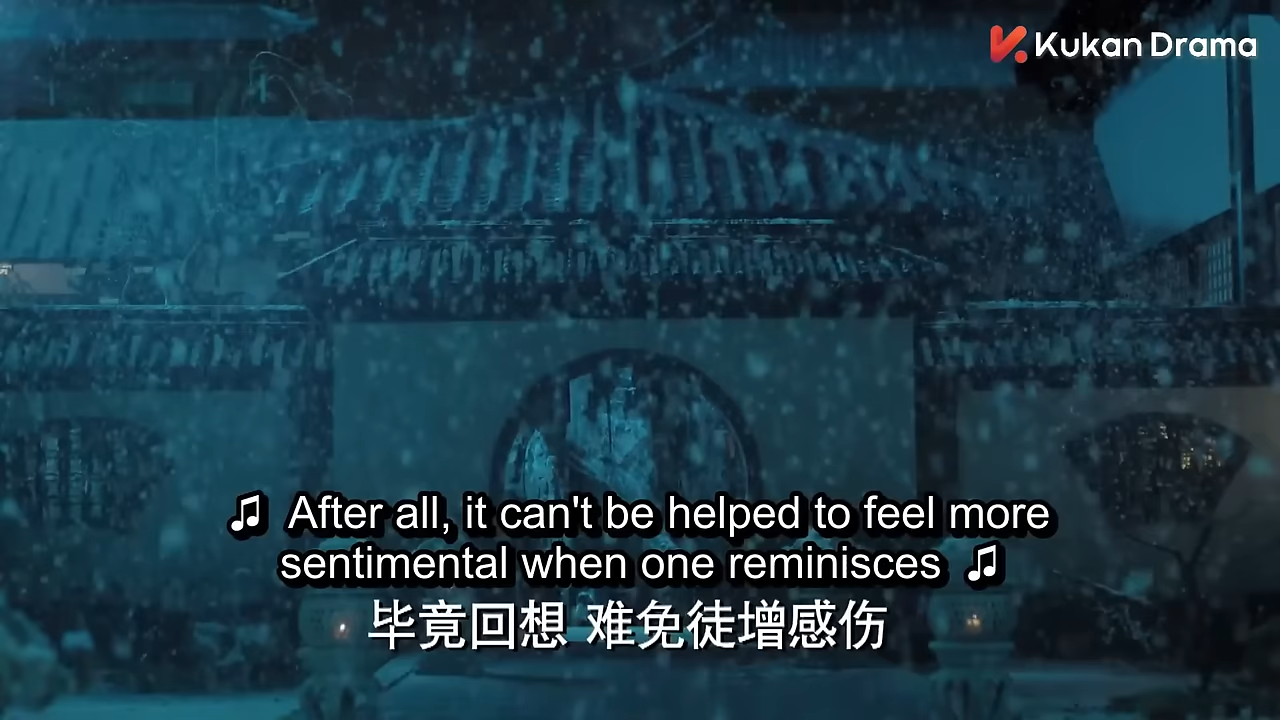 Kukan Drama
♫ After all, it can't be helped to feel more
sentimental when one reminisces ♫
毕竟回想 难免徒增感伤